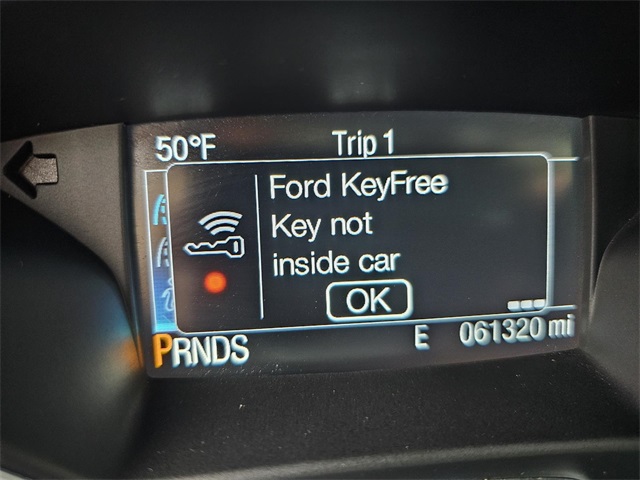 50°F Trip 1
Ford KeyFree
Key not
inside car
OK
PRNDS E 061320 mi